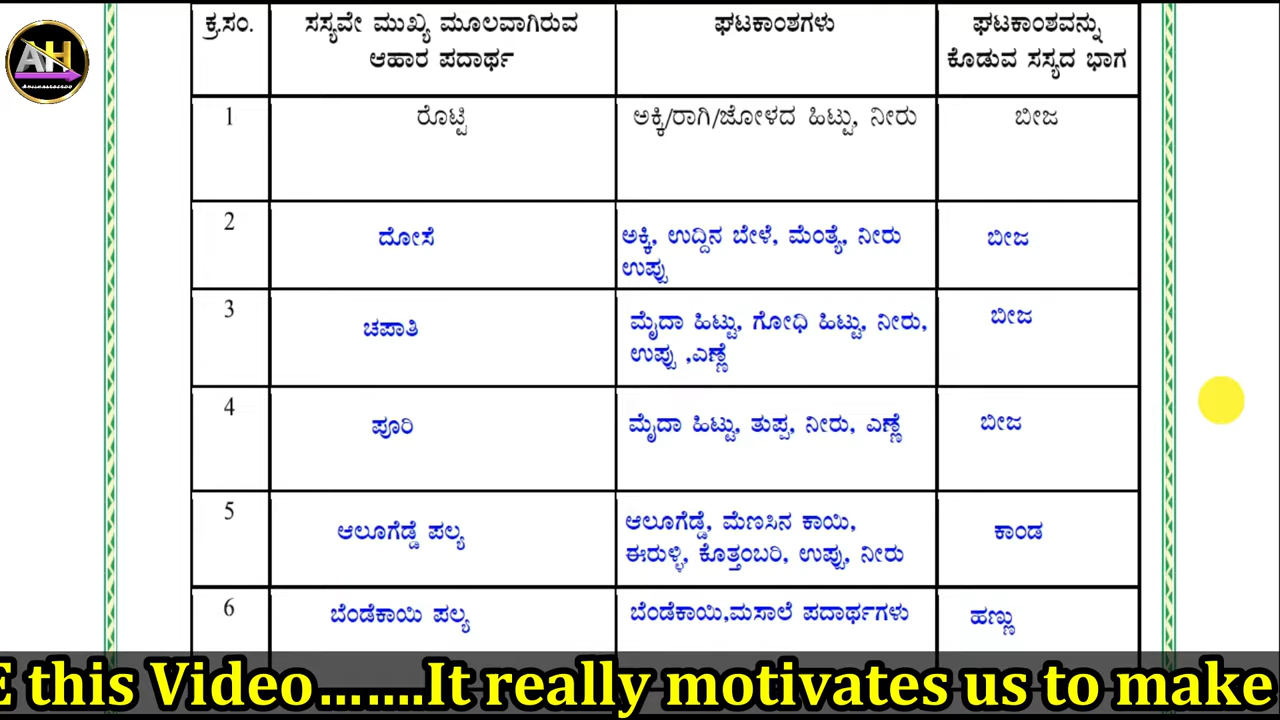 AH
ಕ್ರ.ಸಂ.
ಸಸ್ಯವೇ ಮುಖ್ಯ ಮೂಲವಾಗಿರುವ
ಆಹಾರ ಪದಾರ್ಥ
ಘಟಕಾಂಶಗಳು
ಘಟಕಾಂಶವನ್ನು
ಕೊಡುವ ಸಸ್ಯದ ಭಾಗ
1
ರೊಟ್ಟಿ
ಅಕ್ಕಿ/ರಾಗಿ/ಜೋಳದ ಹಿಟ್ಟು, ನೀರು
ಬೀಜ
2
ದೋಸೆ
ಅಕ್ಕಿ, ಉದ್ದಿನ ಬೇಳೆ, ಮೆಂತ್ಯೆ, ನೀರು
ಉಪ್ಪು
ಬೀಜ
3
ಚಪಾತಿ
ಮೈದಾ ಹಿಟ್ಟು, ಗೋಧಿ ಹಿಟ್ಟು, ನೀರು,
ಉಪ್ಪು ,ಎಣ್ಣೆ
ಬೀಜ
4
ಪೂರಿ
ಮೈದಾ ಹಿಟ್ಟು, ತುಪ್ಪ, ನೀರು, ಎಣ್ಣೆ
ಬೀಜ
5
ಆಲೂಗೆಡ್ಡೆ ಪಲ್ಯ
ಆಲೂಗೆಡ್ಡೆ, ಮೆಣಸಿನ ಕಾಯಿ,
ಈರುಳ್ಳಿ, ಕೊತ್ತಂಬರಿ, ಉಪ್ಪು, ನೀರು
ಕಾಂಡ
6
ಬೆಂಡೆಕಾಯಿ ಪಲ್ಯ
ಬೆಂಡೆಕಾಯಿ,ಮಸಾಲೆ ಪದಾರ್ಥಗಳು
ಹಣ್ಣು
E this Video.......It really motivates us to make